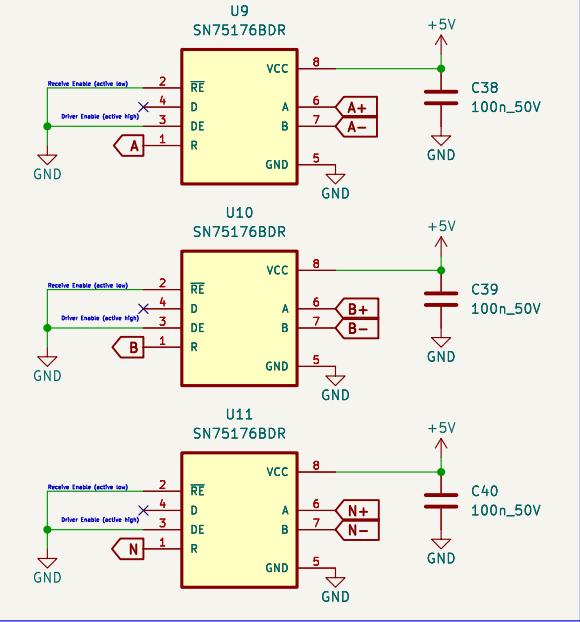 U9
SN75176BDR
+5V
VCC 8
Receive Enable (active low) 2 RE
4 D
A 6 A+
C38
100n_50V
Driver Enable (active high) 3 DE
B 7 A-
A 1 R
GND 5
GND
GND
GND
U10
SN75176BDR
+5V
VCC 8
Receive Enable (active low) 2 RE
4 D
A 6 B+
C39
100n_50V
Driver Enable (active high) 3 DE
B 7 B-
B 1 R
GND 5
GND
GND
GND
U11
SN75176BDR
+5V
VCC 8
Receive Enable (active low) 2 RE
4 D
A 6 N+
C40
100n_50V
Driver Enable (active high) 3 DE
B 7 N-
N 1 R
GND 5
GND
GND
GND